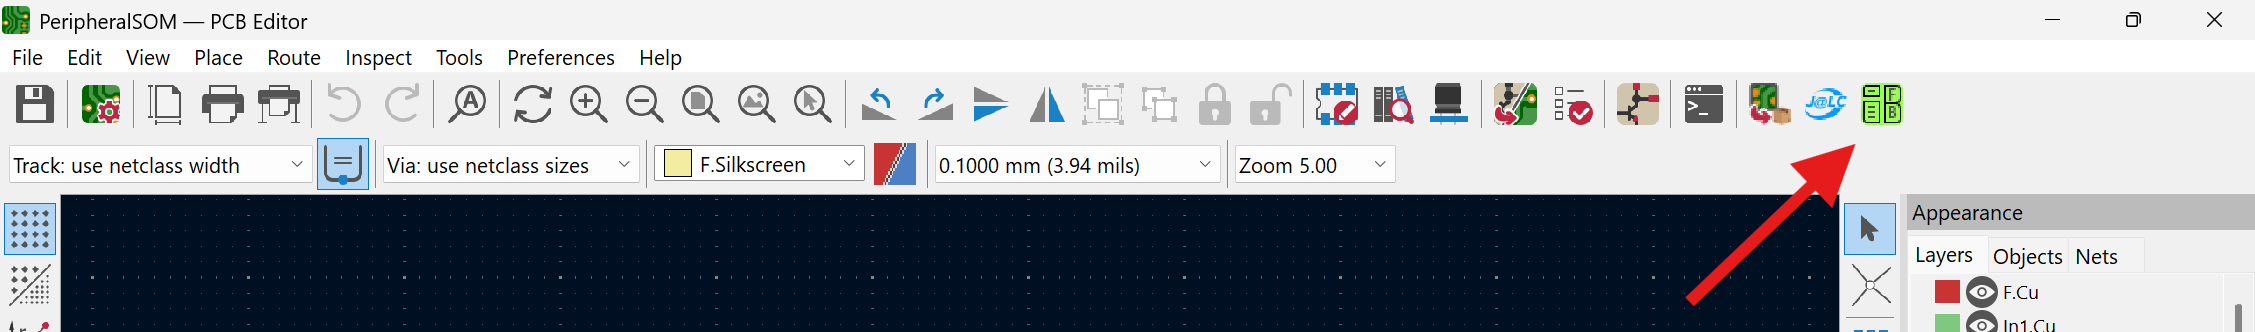 PeripheralSOM — PCB Editor
File Edit View Place Route Inspect Tools Preferences Help
A >_ J@LC F B
Track: use netclass width Via: use netclass sizes F.Silkscreen 0.1000 mm (3.94 mils) Zoom 5.00
Appearance
Layers Objects Nets
F.Cu
In1.Cu